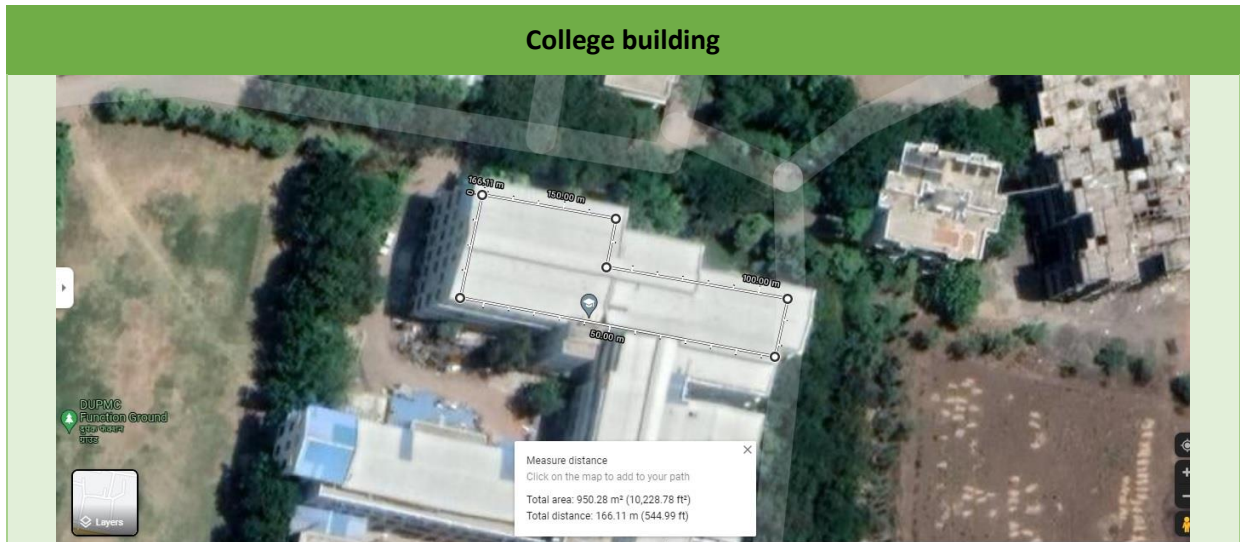 College building
166.11 m
0
150.00 m
100.00 m
50.00 m
DUPMC
Function Ground
Layers
Measure distance
Click on the map to add to your path
Total area: 950.28 m² (10,228.78 ft²)
Total distance: 166.11 m (544.99 ft)